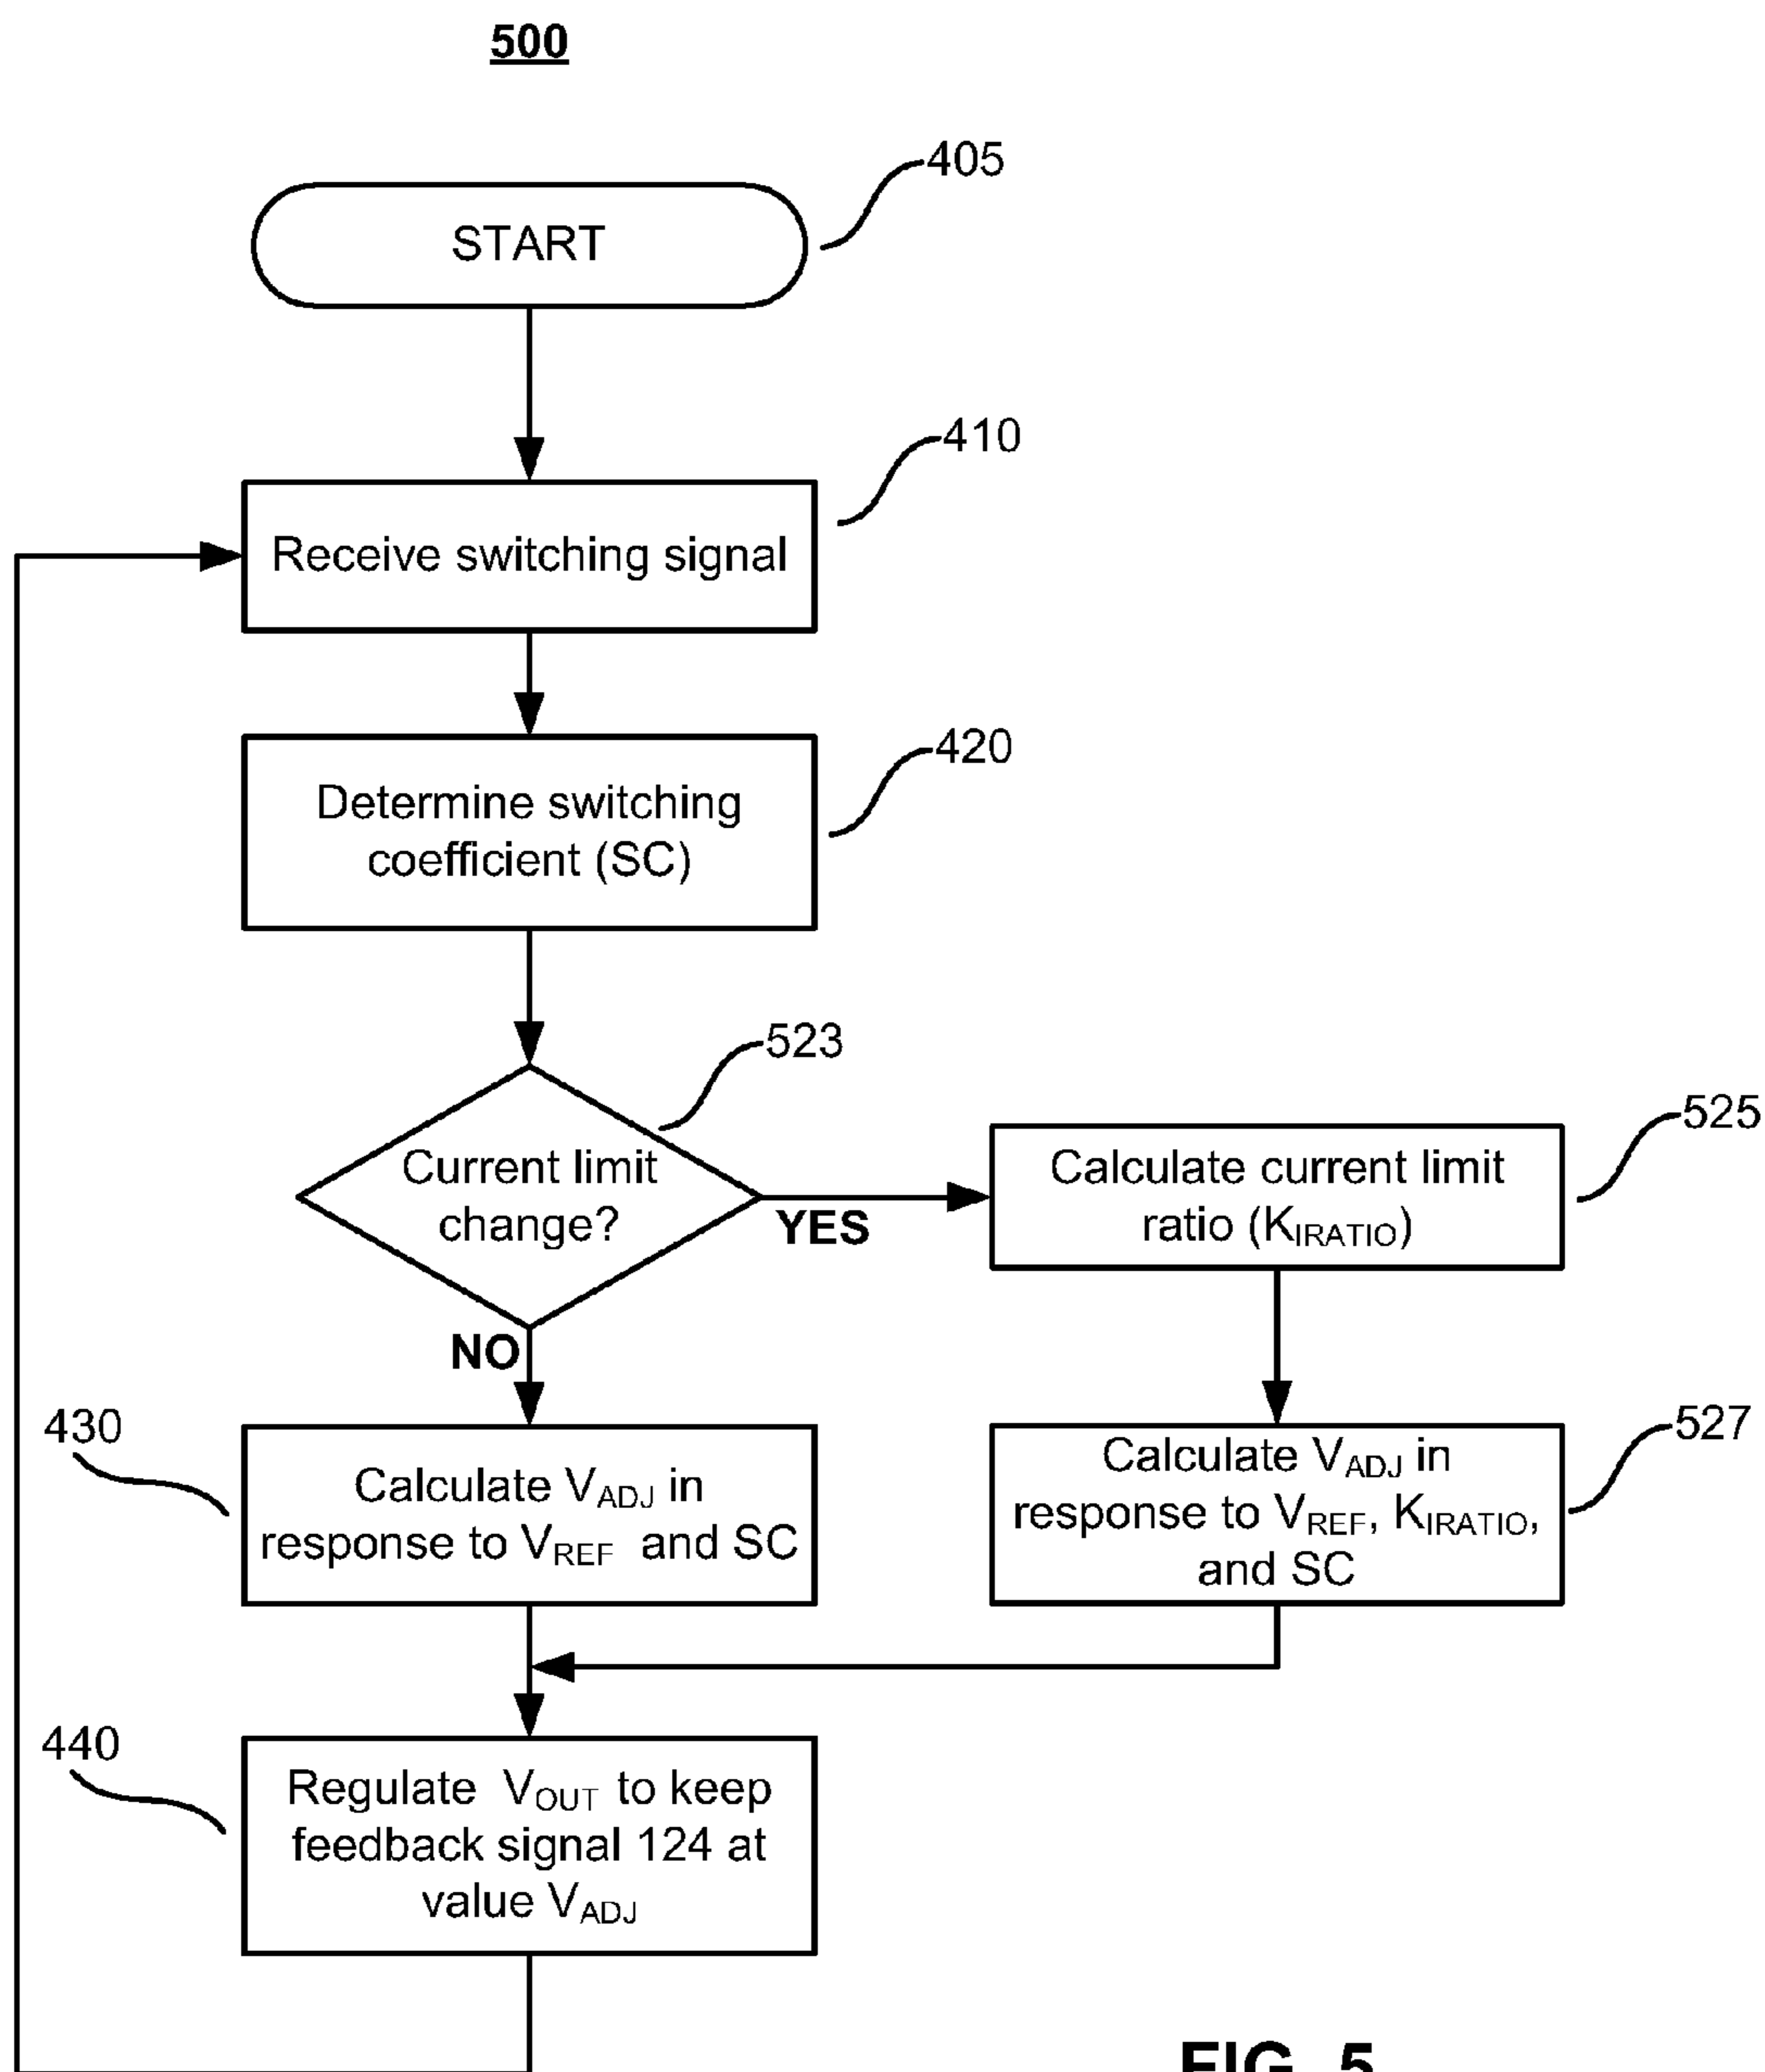 500
405
START
410
Receive switching signal
420
Determine switching
coefficient (SC)
523
Current limit
change?
YES
NO
525
Calculate current limit
ratio (KIRATIO)
430
Calculate VADJ in
response to VREF and SC
527
Calculate VADJ in
response to VREF, KIRATIO,
and SC
440
Regulate VOUT to keep
feedback signal 124 at
value VADJ
FIG. 5